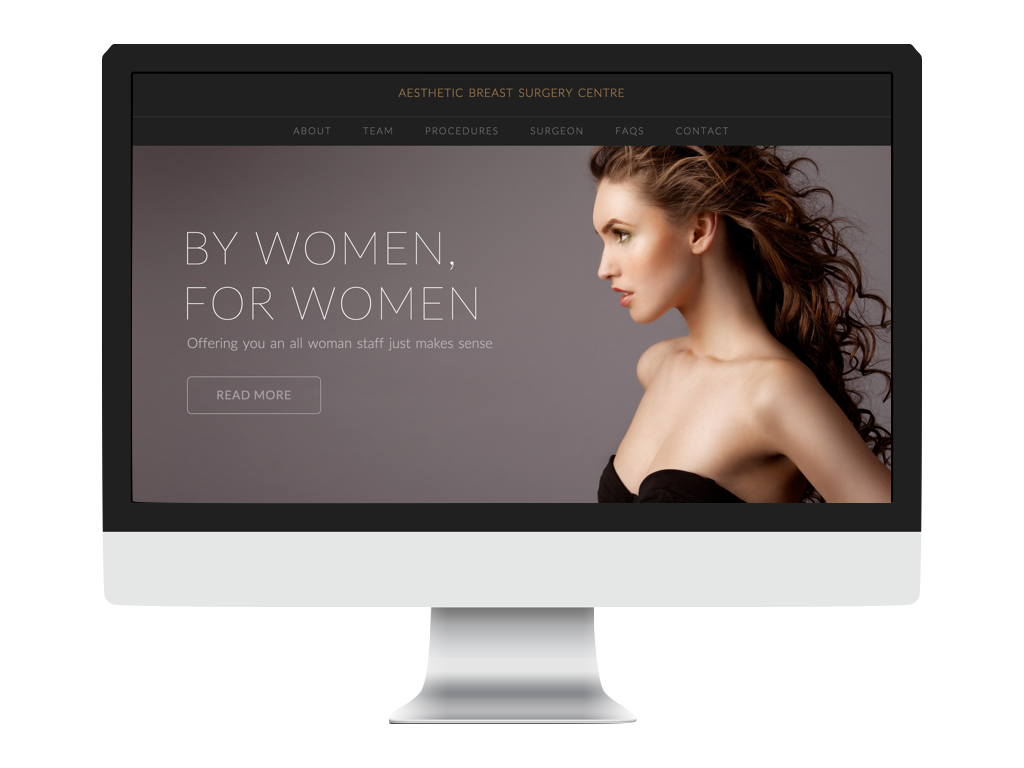 AESTHETIC BREAST SURGERY CENTRE
ABOUT TEAM PROCEDURES SURGEON FAQS CONTACT
BY WOMEN,
FOR WOMEN
Offering you an all woman staff just makes sense
READ MORE